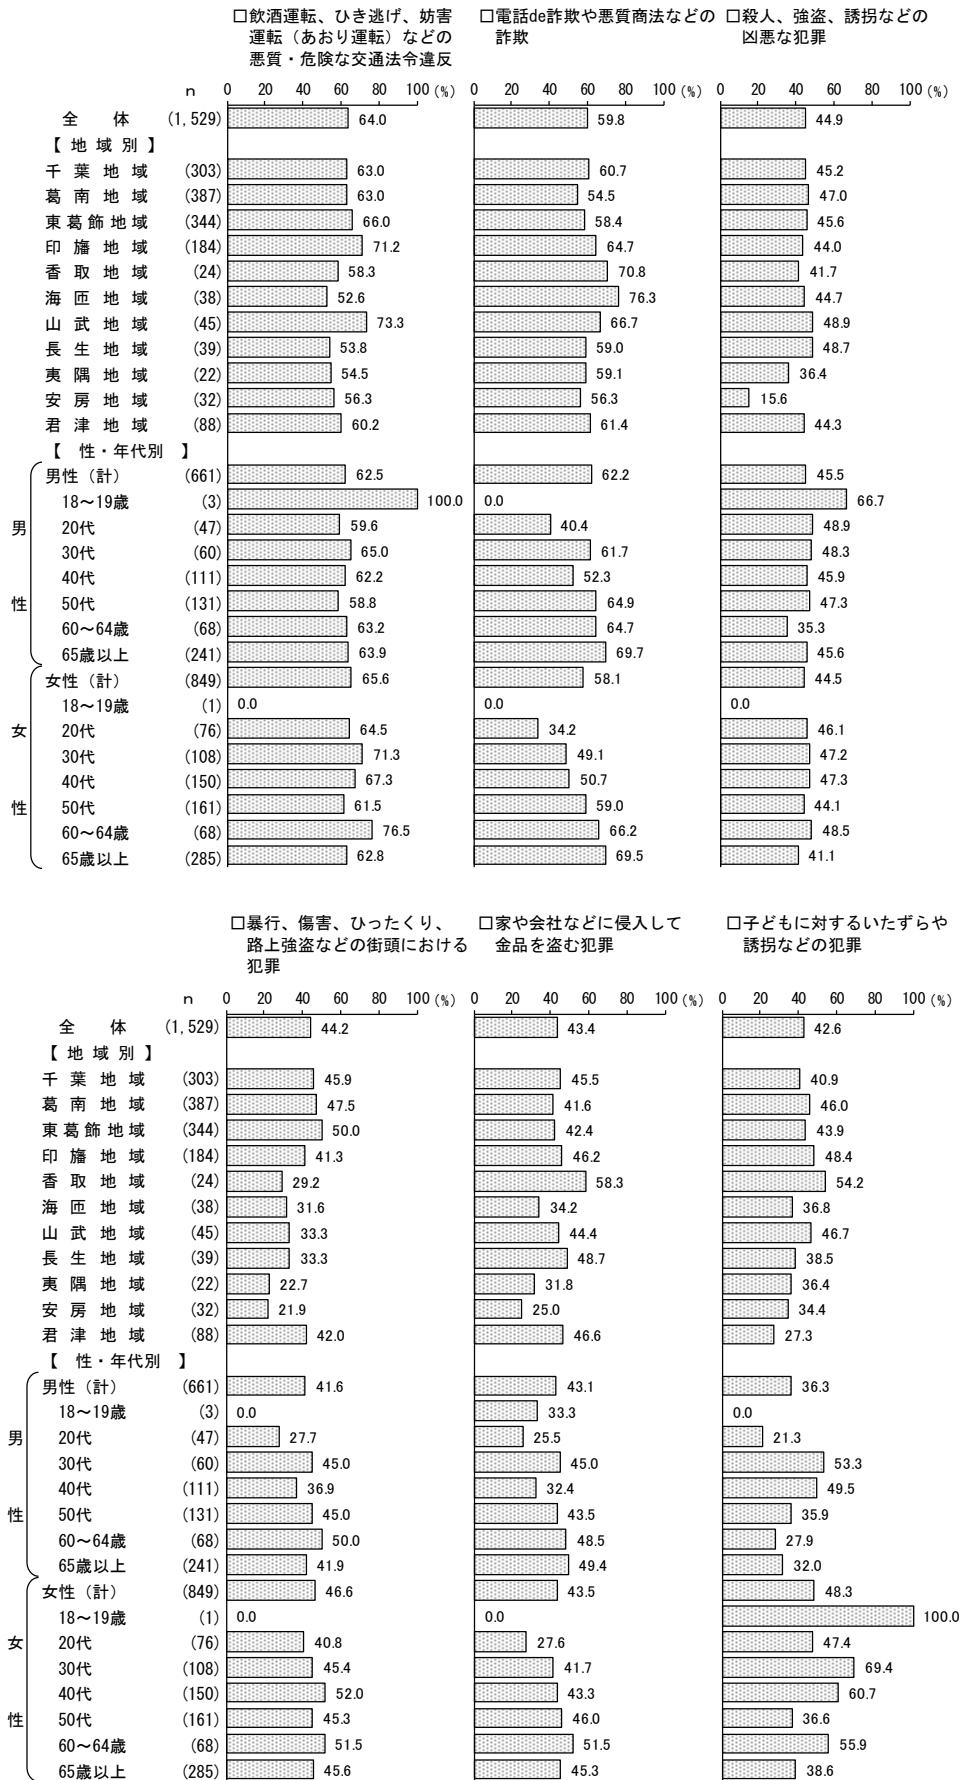 □飲酒運転、ひき逃げ、妨害
運転（あおり運転）などの
悪質・危険な交通法令違反
□電話de詐欺や悪質商法などの
詐欺
□殺人、強盗、誘拐などの
凶悪な犯罪
n 0 20 40 60 80 100 (%) 0 20 40 60 80 100 (%) 0 20 40 60 80 100 (%)
全体 (1,529) 64.0 59.8 44.9
【地域別】
千葉地域 (303) 63.0 60.7 45.2
葛南地域 (387) 63.0 54.5 47.0
東葛飾地域 (344) 66.0 58.4 45.6
印旛地域 (184) 71.2 64.7 44.0
香取地域 (24) 58.3 70.8 41.7
海匝地域 (38) 52.6 76.3 44.7
山武地域 (45) 73.3 66.7 48.9
長生地域 (39) 53.8 59.0 48.7
夷隅地域 (22) 54.5 59.1 36.4
安房地域 (32) 56.3 56.3 15.6
君津地域 (88) 60.2 61.4 44.3
【性・年代別】
男性
男性（計） (661) 62.5 62.2 45.5
18～19歳 (3) 100.0 0.0 66.7
20代 (47) 59.6 40.4 48.9
30代 (60) 65.0 61.7 48.3
40代 (111) 62.2 52.3 45.9
50代 (131) 58.8 64.9 47.3
60～64歳 (68) 63.2 64.7 35.3
65歳以上 (241) 63.9 69.7 45.6
女性
女性（計） (849) 65.6 58.1 44.5
18～19歳 (1) 0.0 0.0 0.0
20代 (76) 64.5 34.2 46.1
30代 (108) 71.3 49.1 47.2
40代 (150) 67.3 50.7 47.3
50代 (161) 61.5 59.0 44.1
60～64歳 (68) 76.5 66.2 48.5
65歳以上 (285) 62.8 69.5 41.1
□暴行、傷害、ひったくり、
路上強盗などの街頭における
犯罪
□家や会社などに侵入して
金品を盗む犯罪
□子どもに対するいたずらや
誘拐などの犯罪
n 0 20 40 60 80 100 (%) 0 20 40 60 80 100 (%) 0 20 40 60 80 100 (%)
全体 (1,529) 44.2 43.4 42.6
【地域別】
千葉地域 (303) 45.9 45.5 40.9
葛南地域 (387) 47.5 41.6 46.0
東葛飾地域 (344) 50.0 42.4 43.9
印旛地域 (184) 41.3 46.2 48.4
香取地域 (24) 29.2 58.3 54.2
海匝地域 (38) 31.6 34.2 36.8
山武地域 (45) 33.3 44.4 46.7
長生地域 (39) 33.3 48.7 38.5
夷隅地域 (22) 22.7 31.8 36.4
安房地域 (32) 21.9 25.0 34.4
君津地域 (88) 42.0 46.6 27.3
【性・年代別】
男性
男性（計） (661) 41.6 43.1 36.3
18～19歳 (3) 0.0 33.3 0.0
20代 (47) 27.7 25.5 21.3
30代 (60) 45.0 45.0 53.3
40代 (111) 36.9 32.4 49.5
50代 (131) 45.0 43.5 35.9
60～64歳 (68) 50.0 48.5 27.9
65歳以上 (241) 41.9 49.4 32.0
女性
女性（計） (849) 46.6 43.5 48.3
18～19歳 (1) 0.0 0.0 100.0
20代 (76) 40.8 27.6 47.4
30代 (108) 45.4 41.7 69.4
40代 (150) 52.0 43.3 60.7
50代 (161) 45.3 46.0 36.6
60～64歳 (68) 51.5 51.5 55.9
65歳以上 (285) 45.6 45.3 38.6